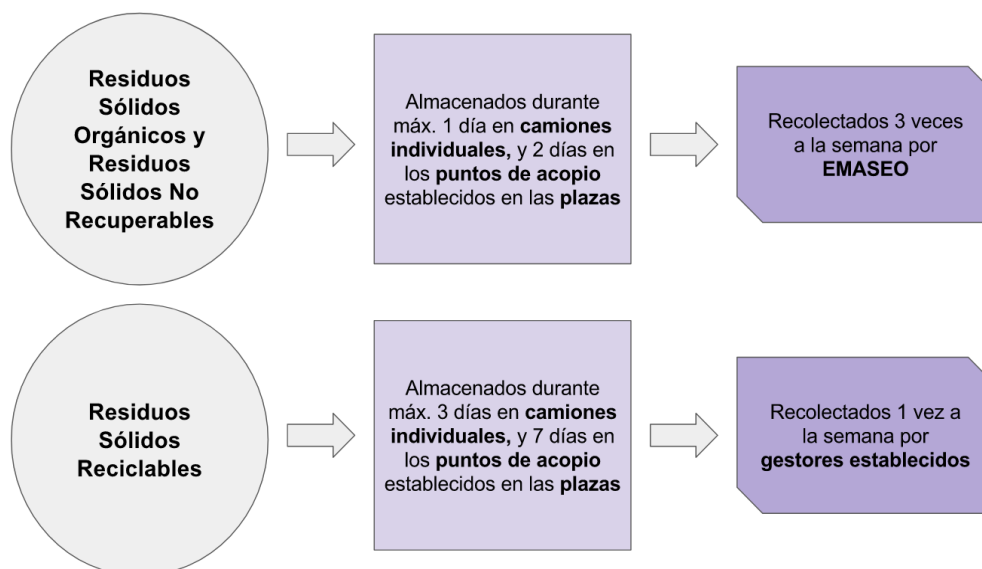 Residuos
Sólidos
Orgánicos y
Residuos
Sólidos No
Recuperables
Almacenados durante
máx. 1 día en camiones
individuales, y 2 días en
los puntos de acopio
establecidos en las plazas
Recolectados 3 veces
a la semana por
EMASEO
Residuos
Sólidos
Reciclables
Almacenados durante
máx. 3 días en camiones
individuales, y 7 días en
los puntos de acopio
establecidos en las plazas
Recolectados 1 vez a
la semana por
gestores establecidos